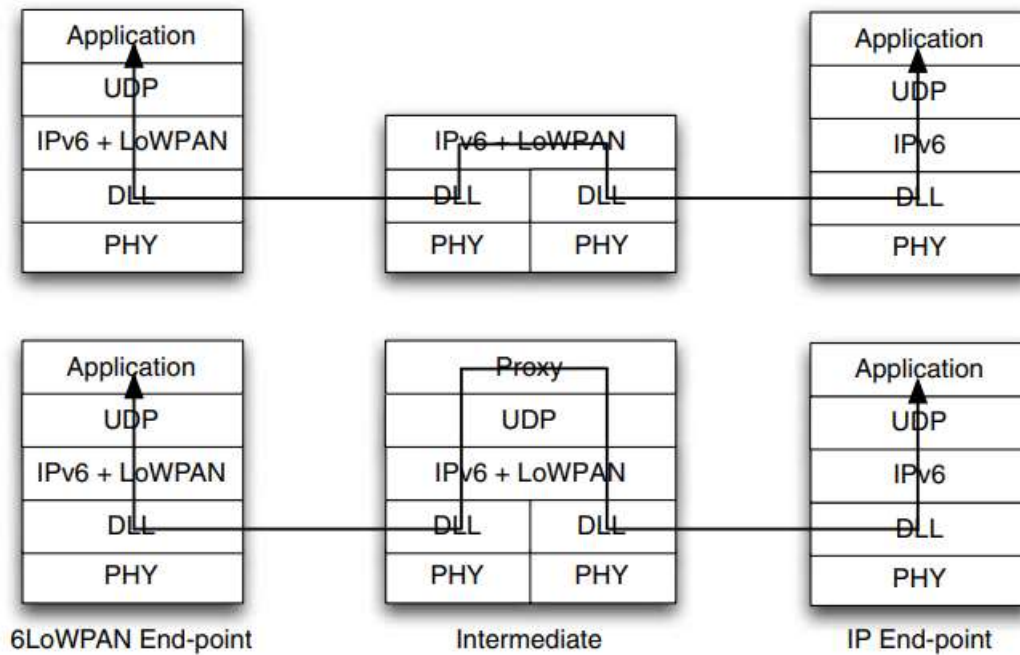 Application
UDP
IPv6 + LoWPAN
DLL
PHY
IPv6 + LoWPAN
DLL DLL
PHY PHY
Application
UDP
IPv6
DLL
PHY
Application
UDP
IPv6 + LoWPAN
DLL
PHY
Proxy
UDP
IPv6 + LoWPAN
DLL DLL
PHY PHY
Application
UDP
IPv6
DLL
PHY
6LoWPAN End-point
Intermediate
IP End-point